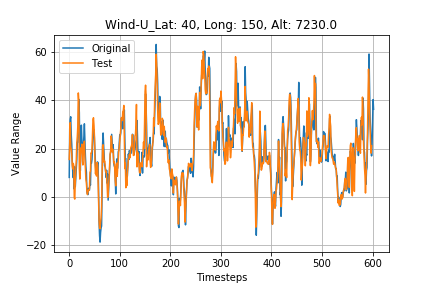 Wind-U_Lat: 40, Long: 150, Alt: 7230.0
Original
Test
60
40
20
0
−20
Value Range
0 100 200 300 400 500 600
Timesteps